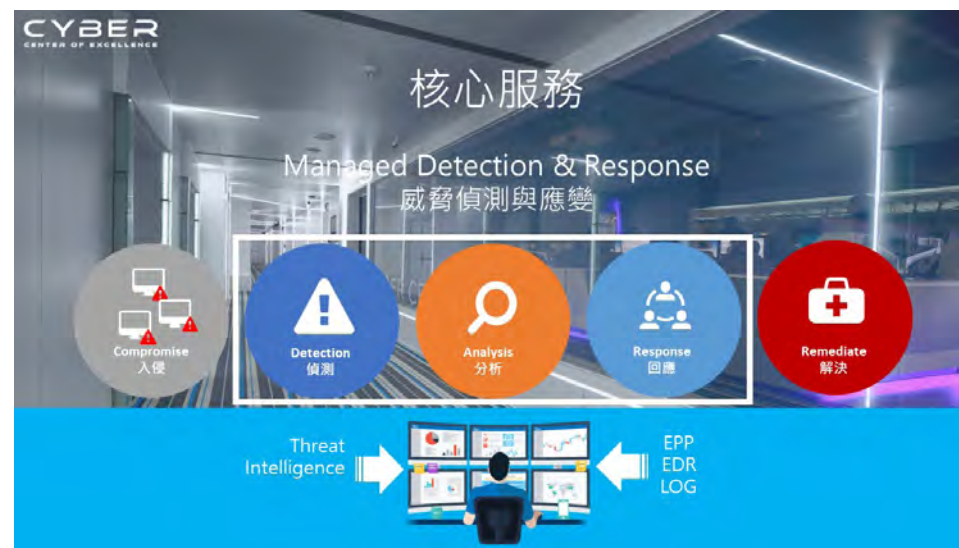 CYBER
CENTER OF EXCELLENCE
核心服務
Managed Detection & Response
威脅偵測與應變
Compromise
入侵
Detection
偵測
Analysis
分析
Response
回應
Remediate
解決
Threat
Intelligence
EPP
EDR
LOG